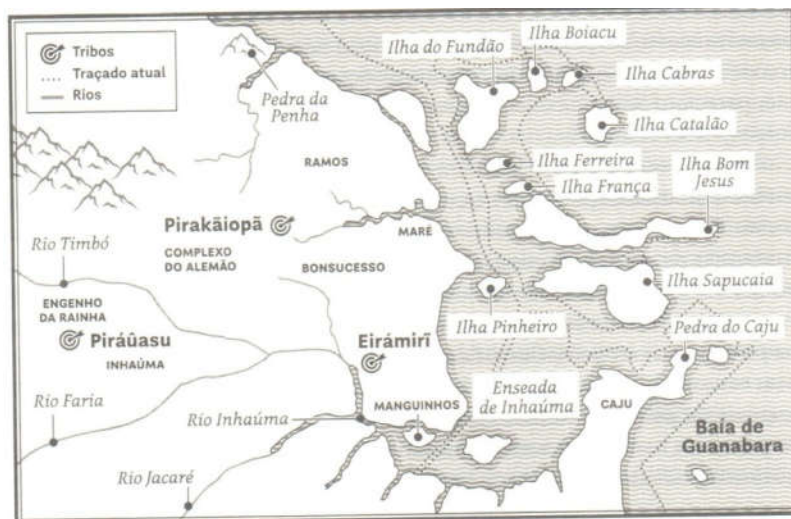 Tribos
Traçado atual
Rios
Pedra da
Penha
Ilha do Fundão
Ilha Boiacu
Ilha Cabras
Ilha Catalão
RAMOS
Ilha Ferreira
Ilha França
Ilha Bom
Jesus
Pirakãiopã
MARÉ
Rio Timbó
COMPLEXO
DO ALEMÃO
BONSUCESSO
Ilha Sapucaia
ENGENHO
DA RAINHA
Piráûasu
INHAÚMA
Ilha Pinheiro
Pedra do Caju
Eirámirĩ
Rio Faria
Rio Inhaúma
MANGUINHOS
Enseada
de Inhaúma
CAJU
Baía de
Guanabara
Rio Jacaré